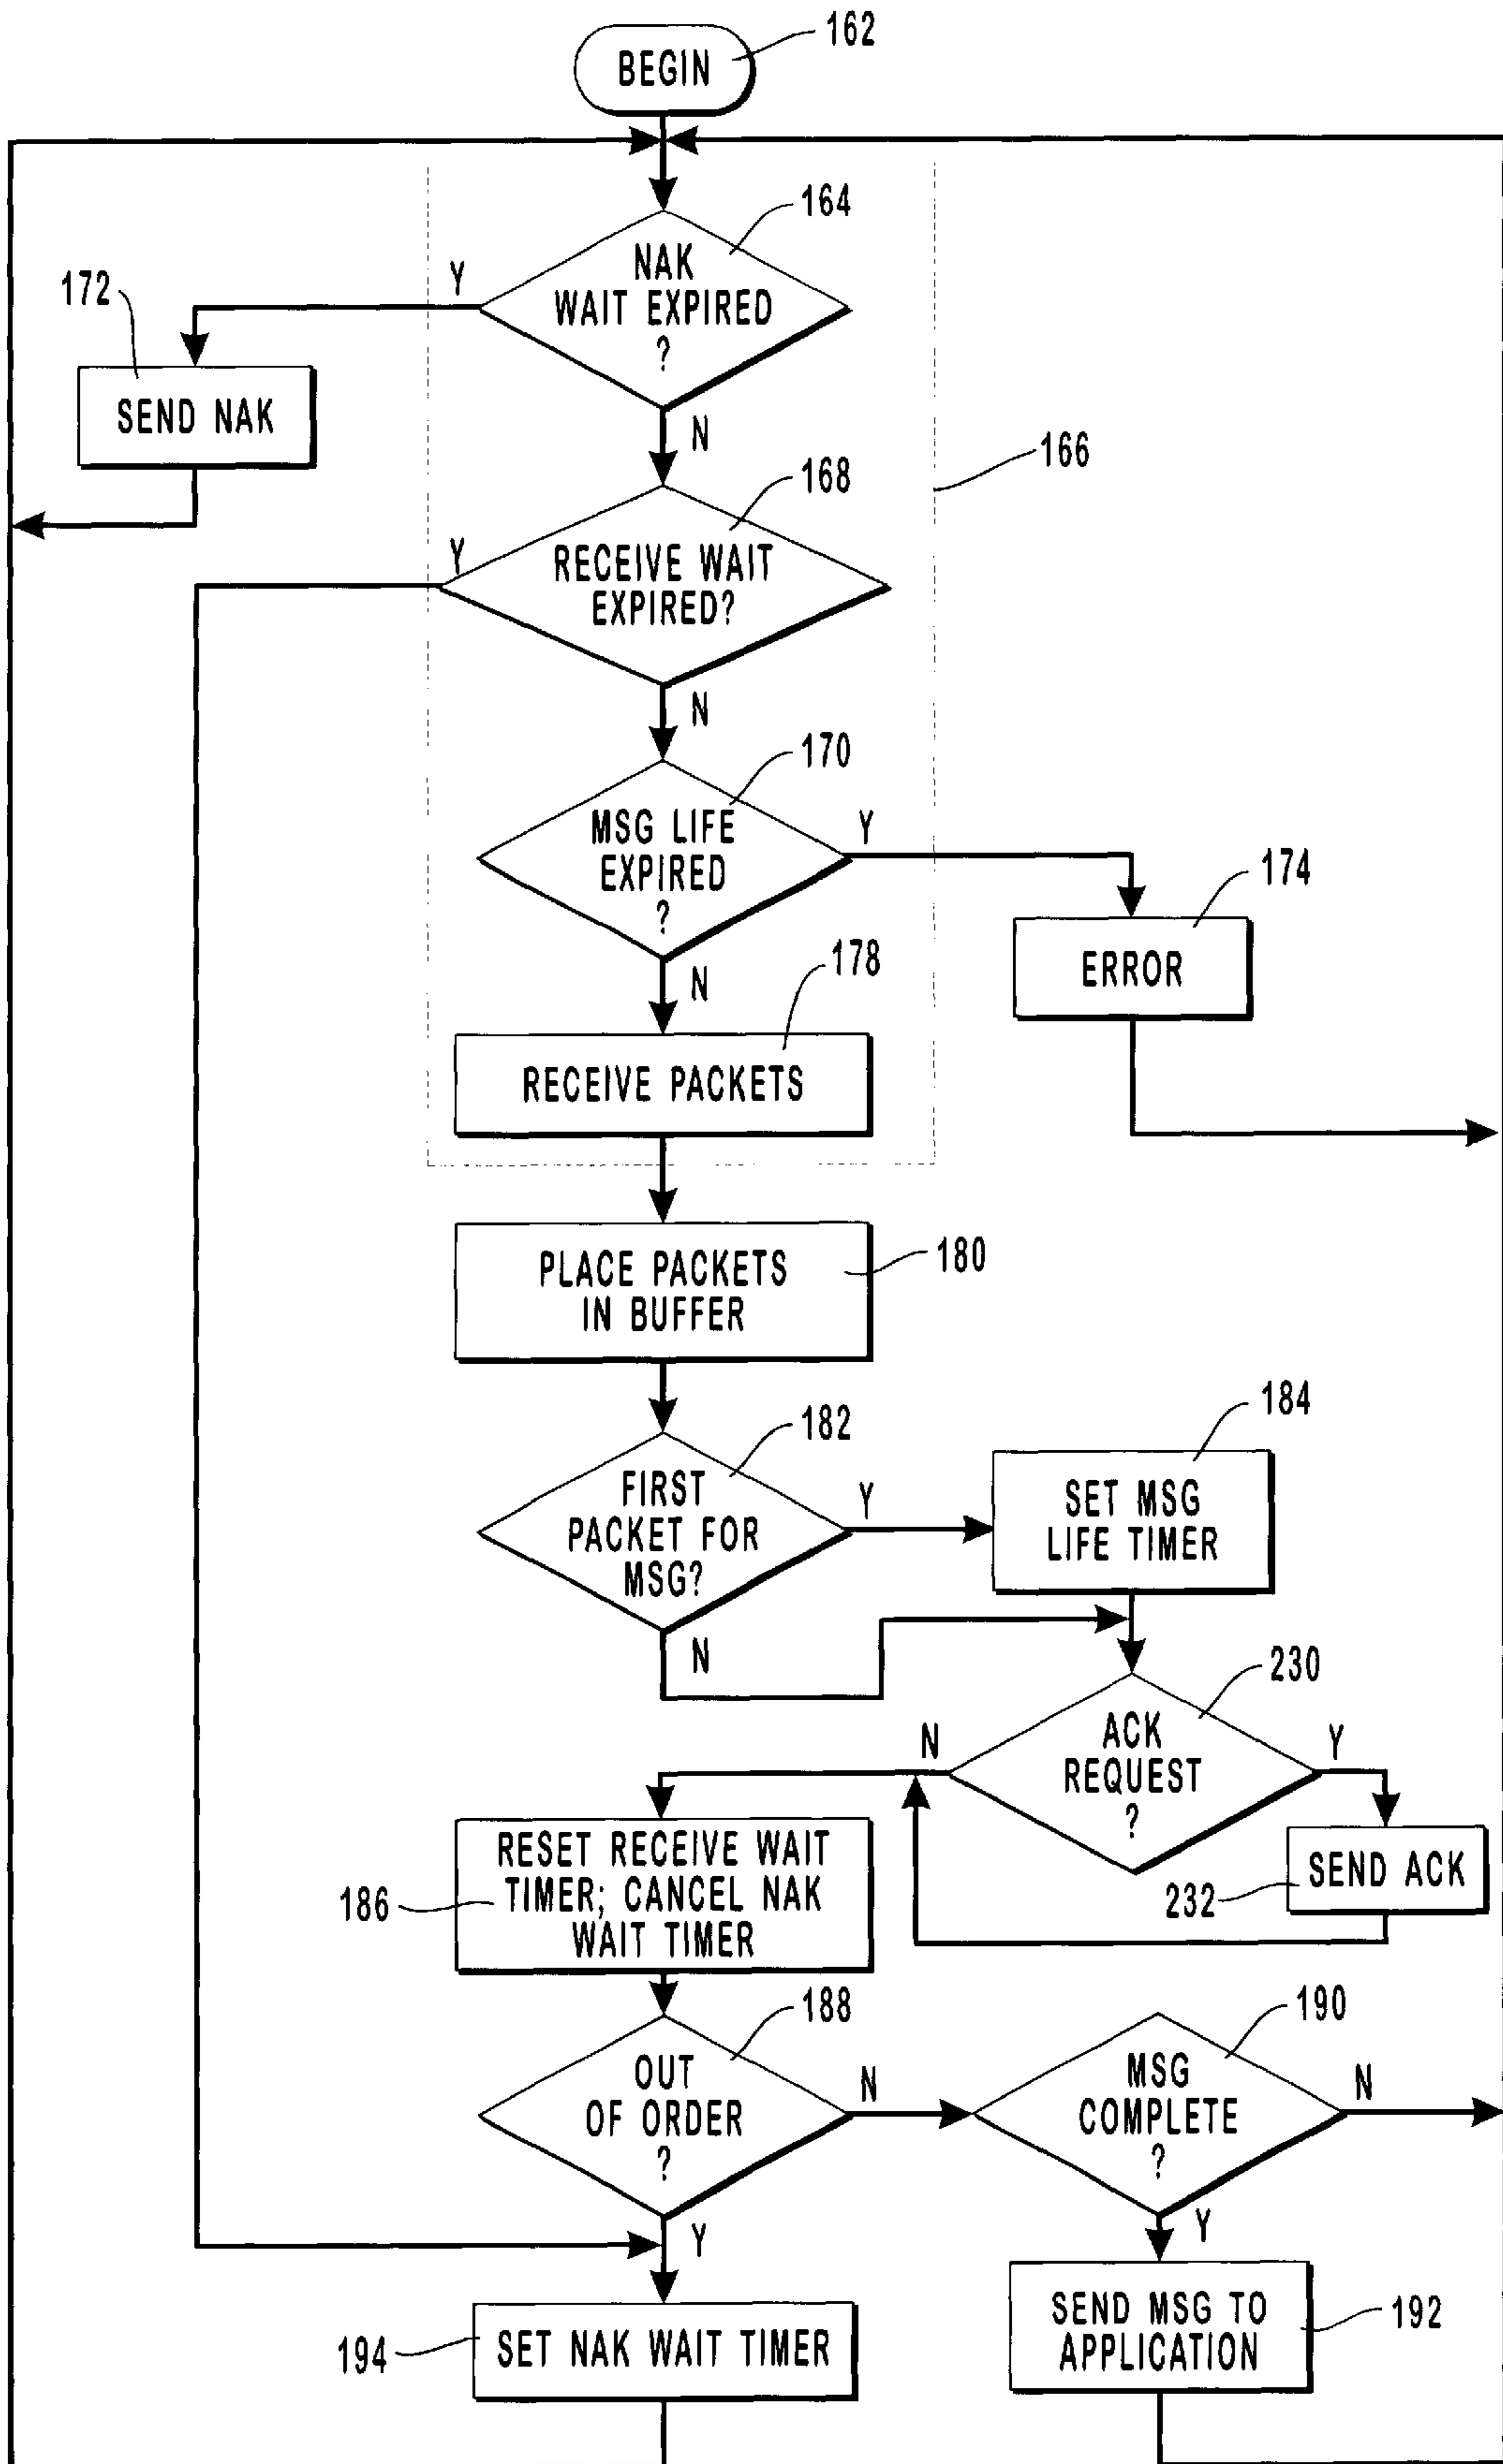 BEGIN
162
164
NAK
WAIT EXPIRED
?
Y
172
SEND NAK
N
166
168
Y
RECEIVE WAIT
EXPIRED?
N
170
MSG LIFE
EXPIRED
?
Y
174
ERROR
N
178
RECEIVE PACKETS
PLACE PACKETS
IN BUFFER
180
182
FIRST
PACKET FOR
MSG?
Y
184
SET MSG
LIFE TIMER
N
230
ACK
REQUEST
?
N
Y
SEND ACK
232
RESET RECEIVE WAIT
TIMER; CANCEL NAK
WAIT TIMER
186
188
OUT
OF ORDER
?
N
190
MSG
COMPLETE
?
N
Y
Y
SET NAK WAIT TIMER
194
SEND MSG TO
APPLICATION
192